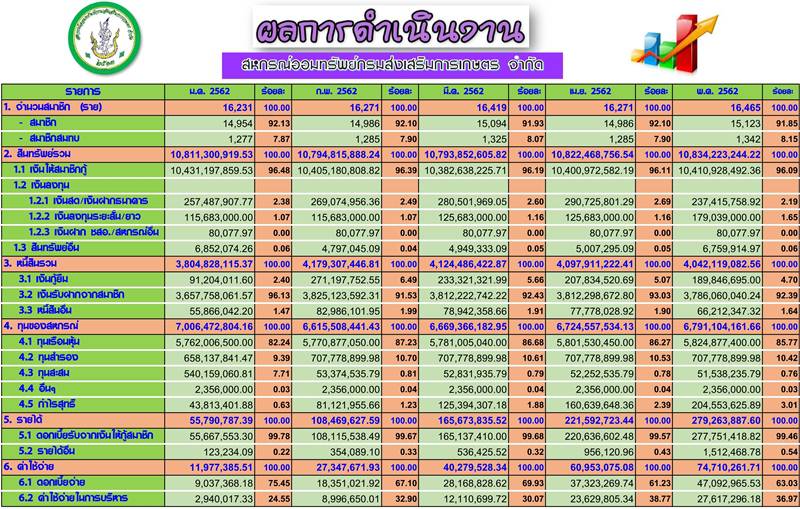 ผลการดำเนินงาน
สหกรณ์ออมทรัพย์กรมส่งเสริมการเกษตร จำกัด
รายการ ม.ค. 2562 ร้อยละ ก.พ. 2562 ร้อยละ มี.ค. 2562 ร้อยละ เม.ย. 2562 ร้อยละ พ.ค. 2562 ร้อยละ
1. จำนวนสมาชิก (ราย) 16,231 100.00 16,271 100.00 16,419 100.00 16,271 100.00 16,465 100.00
- สมาชิก 14,954 92.13 14,986 92.10 15,094 91.93 14,986 92.10 15,123 91.85
- สมาชิกสมทบ 1,277 7.87 1,285 7.90 1,325 8.07 1,285 7.90 1,342 8.15
2. สินทรัพย์รวม 10,811,300,919.53 100.00 10,794,815,888.24 100.00 10,793,852,605.82 100.00 10,822,468,756.54 100.00 10,834,223,244.22 100.00
1.1 เงินให้สมาชิกกู้ 10,431,197,859.53 96.48 10,405,180,808.82 96.39 10,382,638,225.71 96.19 10,400,972,582.19 96.11 10,410,928,492.36 96.09
1.2 เงินลงทุน
1.2.1 เงินสด/เงินฝากธนาคาร 257,487,907.77 2.38 269,074,956.36 2.49 280,501,969.05 2.60 290,725,801.29 2.69 237,415,758.92 2.19
1.2.2 เงินลงทุนระยะสั้น/ยาว 115,683,000.00 1.07 115,683,000.00 1.07 125,683,000.00 1.16 125,683,000.00 1.16 179,039,000.00 1.65
1.2.3 เงินฝาก ชสอ./สหกรณ์อื่น 80,077.97 0.00 80,077.97 0.00 80,077.97 0.00 80,077.97 0.00 80,077.97 0.00
1.3 สินทรัพย์อื่น 6,852,074.26 0.06 4,797,045.09 0.04 4,949,333.09 0.05 5,007,295.09 0.05 6,759,914.97 0.06
3. หนี้สินรวม 3,804,828,115.37 100.00 4,179,307,446.81 100.00 4,124,486,422.87 100.00 4,097,911,222.41 100.00 4,042,119,082.56 100.00
3.1 เงินกู้ยืม 91,204,011.60 2.40 271,197,752.55 6.49 233,321,321.99 5.66 207,834,520.69 5.07 189,846,695.00 4.70
3.2 เงินรับฝากจากสมาชิก 3,657,758,061.57 96.13 3,825,123,592.31 91.53 3,812,222,742.22 92.43 3,812,298,672.80 93.03 3,786,060,040.24 92.39
3.3 หนี้สินอื่น 55,866,042.20 1.47 82,986,101.95 1.99 78,942,358.66 1.91 77,778,028.92 1.90 66,212,347.32 1.64
4. ทุนของสหกรณ์ 7,006,472,804.16 100.00 6,615,508,441.43 100.00 6,669,366,182.95 100.00 6,724,557,534.13 100.00 6,791,104,161.66 100.00
4.1 ทุนเรือนหุ้น 5,762,006,500.00 82.24 5,770,877,050.00 87.23 5,781,005,040.00 86.68 5,801,530,450.00 86.27 5,824,877,400.00 85.77
4.2 ทุนสำรอง 658,137,841.47 9.39 707,778,899.98 10.70 707,778,899.98 10.61 707,778,899.98 10.53 707,778,899.98 10.42
4.3 ทุนสะสม 540,159,060.81 7.71 53,374,535.79 0.81 52,831,935.79 0.79 52,252,535.79 0.78 51,538,235.79 0.76
4.4 อื่นๆ 2,356,000.00 0.03 2,356,000.00 0.04 2,356,000.00 0.04 2,356,000.00 0.04 2,356,000.00 0.03
4.5 กำไรสุทธิ์ 43,813,401.88 0.63 81,121,955.66 1.23 125,394,307.18 1.88 160,639,648.36 2.39 204,553,625.89 3.01
5. รายได้ 55,790,787.39 100.00 108,469,627.59 100.00 165,673,835.52 100.00 221,592,723.44 100.00 279,263,887.60 100.00
5.1 ดอกเบี้ยรับจากเงินให้กู้สมาชิก 55,667,553.30 99.78 108,115,538.49 99.67 165,137,410.00 99.68 220,636,602.48 99.57 277,751,418.82 99.46
5.2 รายได้อื่น 123,234.09 0.22 354,089.10 0.33 536,425.52 0.32 956,120.96 0.43 1,512,468.78 0.54
6. ค่าใช้จ่าย 11,977,385.51 100.00 27,347,671.93 100.00 40,279,528.34 100.00 60,953,075.08 100.00 74,710,261.71 100.00
6.1 ดอกเบี้ยจ่าย 9,037,368.18 75.45 18,351,021.92 67.10 28,168,828.62 69.93 37,323,269.74 61.23 47,092,965.53 63.03
6.2 ค่าใช้จ่ายในการบริหาร 2,940,017.33 24.55 8,996,650.01 32.90 12,110,699.72 30.07 23,629,805.34 38.77 27,617,296.18 36.97